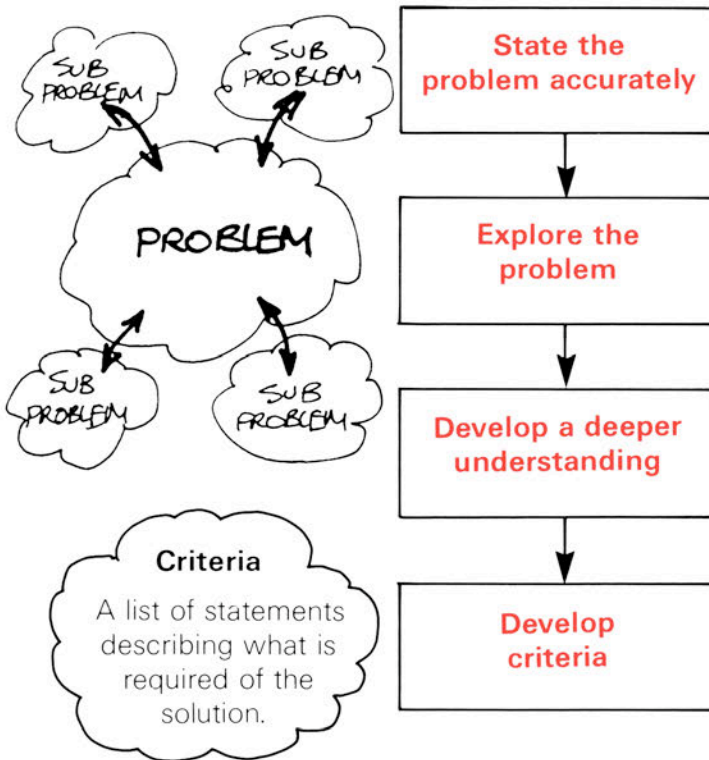 SUB
PROBLEM
SUB
PROBLEM
PROBLEM
SUB
PROBLEM
SUB
PROBLEM
Criteria
A list of statements
describing what is
required of the
solution.
State the
problem accurately
Explore the
problem
Develop a deeper
understanding
Develop
criteria